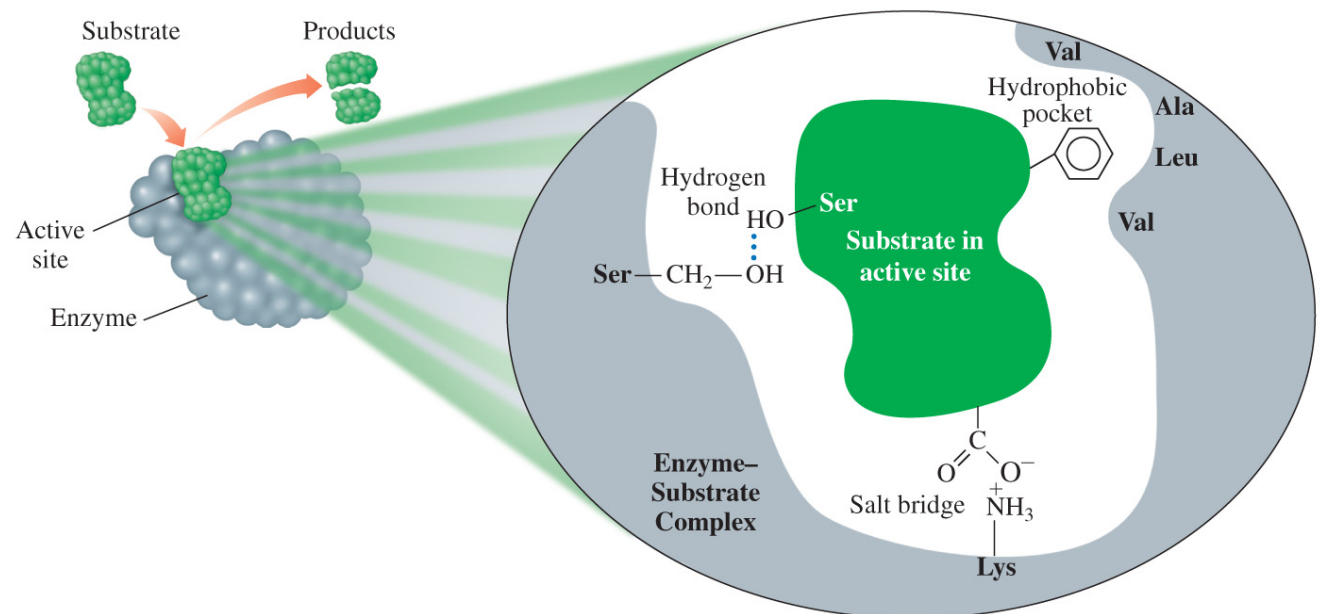 Substrate
Products
Active
site
Enzyme
Val
Hydrophobic
pocket
Ala
Leu
Val
Hydrogen
bond
HO
Ser
Substrate in
active site
Ser—CH₂—OH
C
O
O⁻
Enzyme–
Substrate
Complex
Salt bridge
+
NH₃
Lys